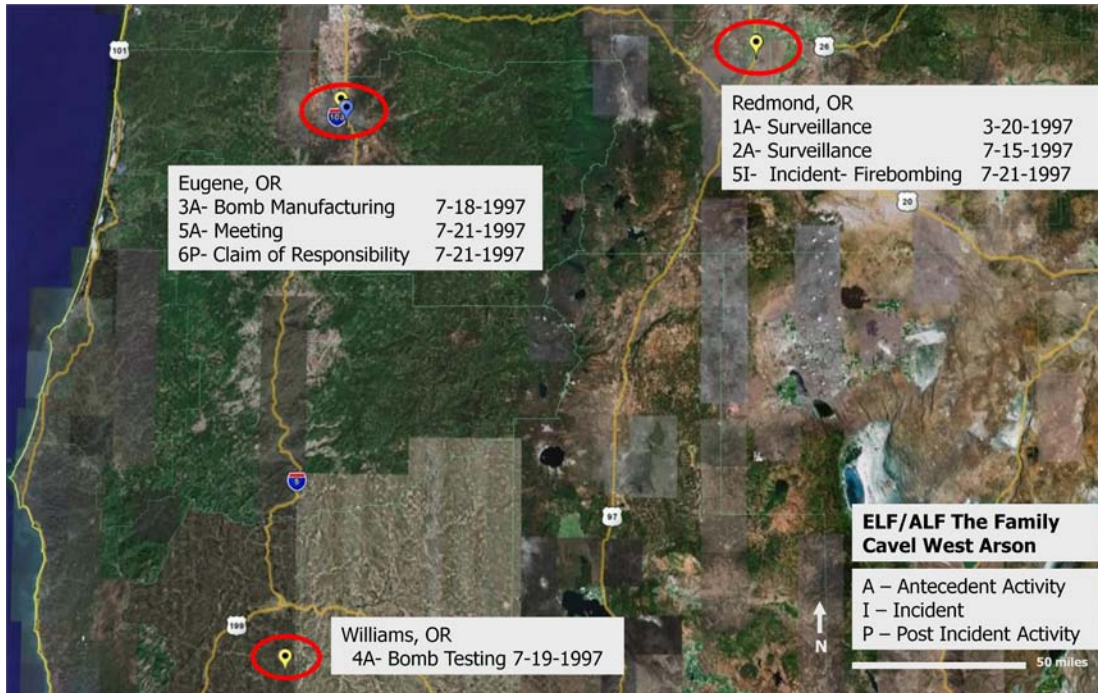 101
26
Redmond, OR
1A- Surveillance 3-20-1997
2A- Surveillance 7-15-1997
5I- Incident- Firebombing 7-21-1997
Eugene, OR
3A- Bomb Manufacturing 7-18-1997
5A- Meeting 7-21-1997
6P- Claim of Responsibility 7-21-1997
20
5
97
ELF/ALF The Family
Cavel West Arson
A – Antecedent Activity
I – Incident
P – Post Incident Activity
199
Williams, OR
4A- Bomb Testing 7-19-1997
N
50 miles